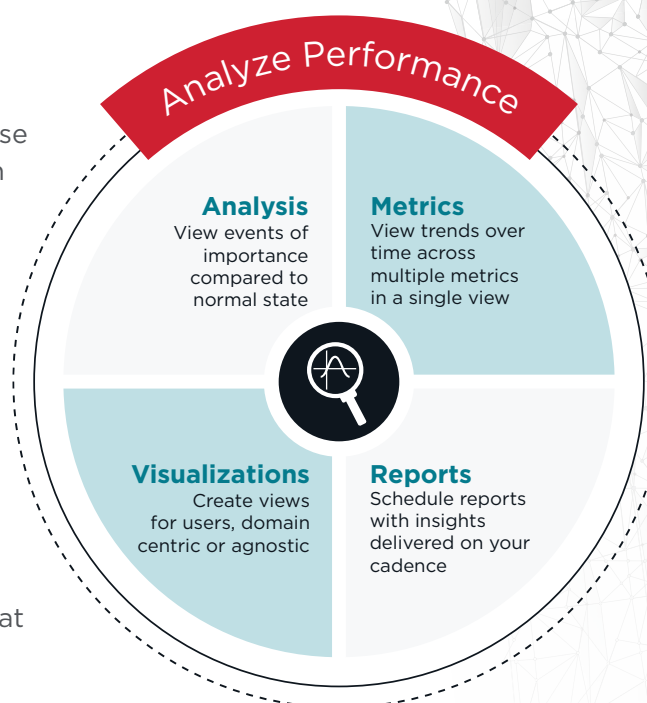 Analyze Performance
se
Analysis
View events of
importance
compared to
normal state
Metrics
View trends over
time across
multiple metrics
in a single view
Visualizations
Create views
for users, domain
centric or agnostic
Reports
Schedule reports
with insights
delivered on your
cadence
at